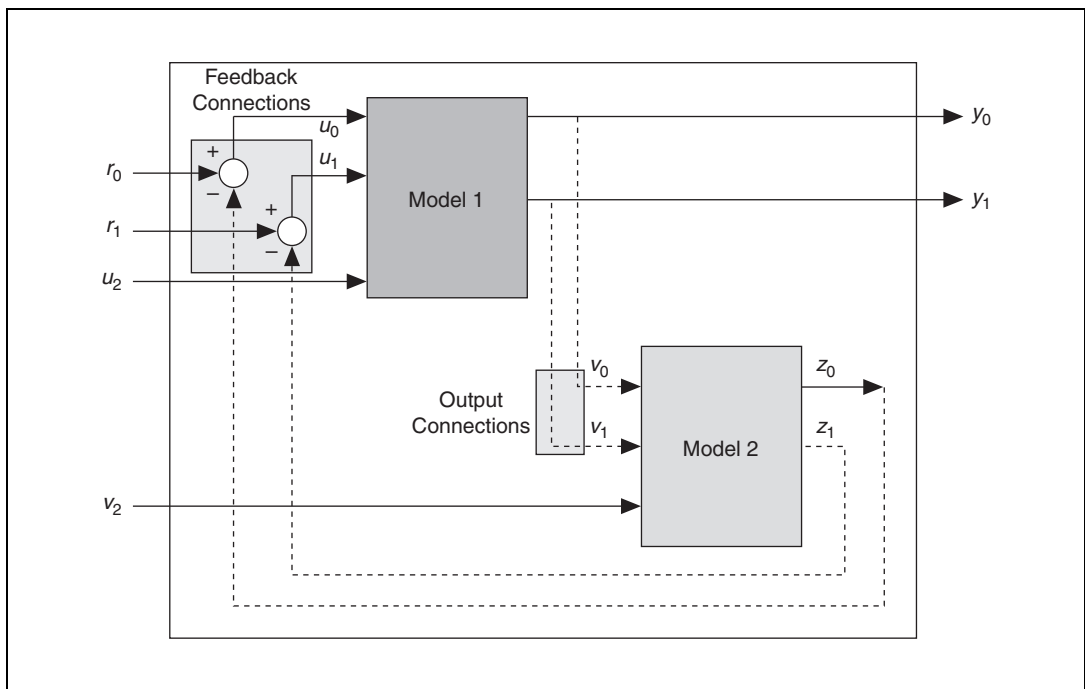 Feedback
Connections
+
u₀
y₀
r₀
−
u₁
Model 1
+
y₁
r₁
−
u₂
v₀
z₀
Output
Connections
v₁
z₁
Model 2
v₂